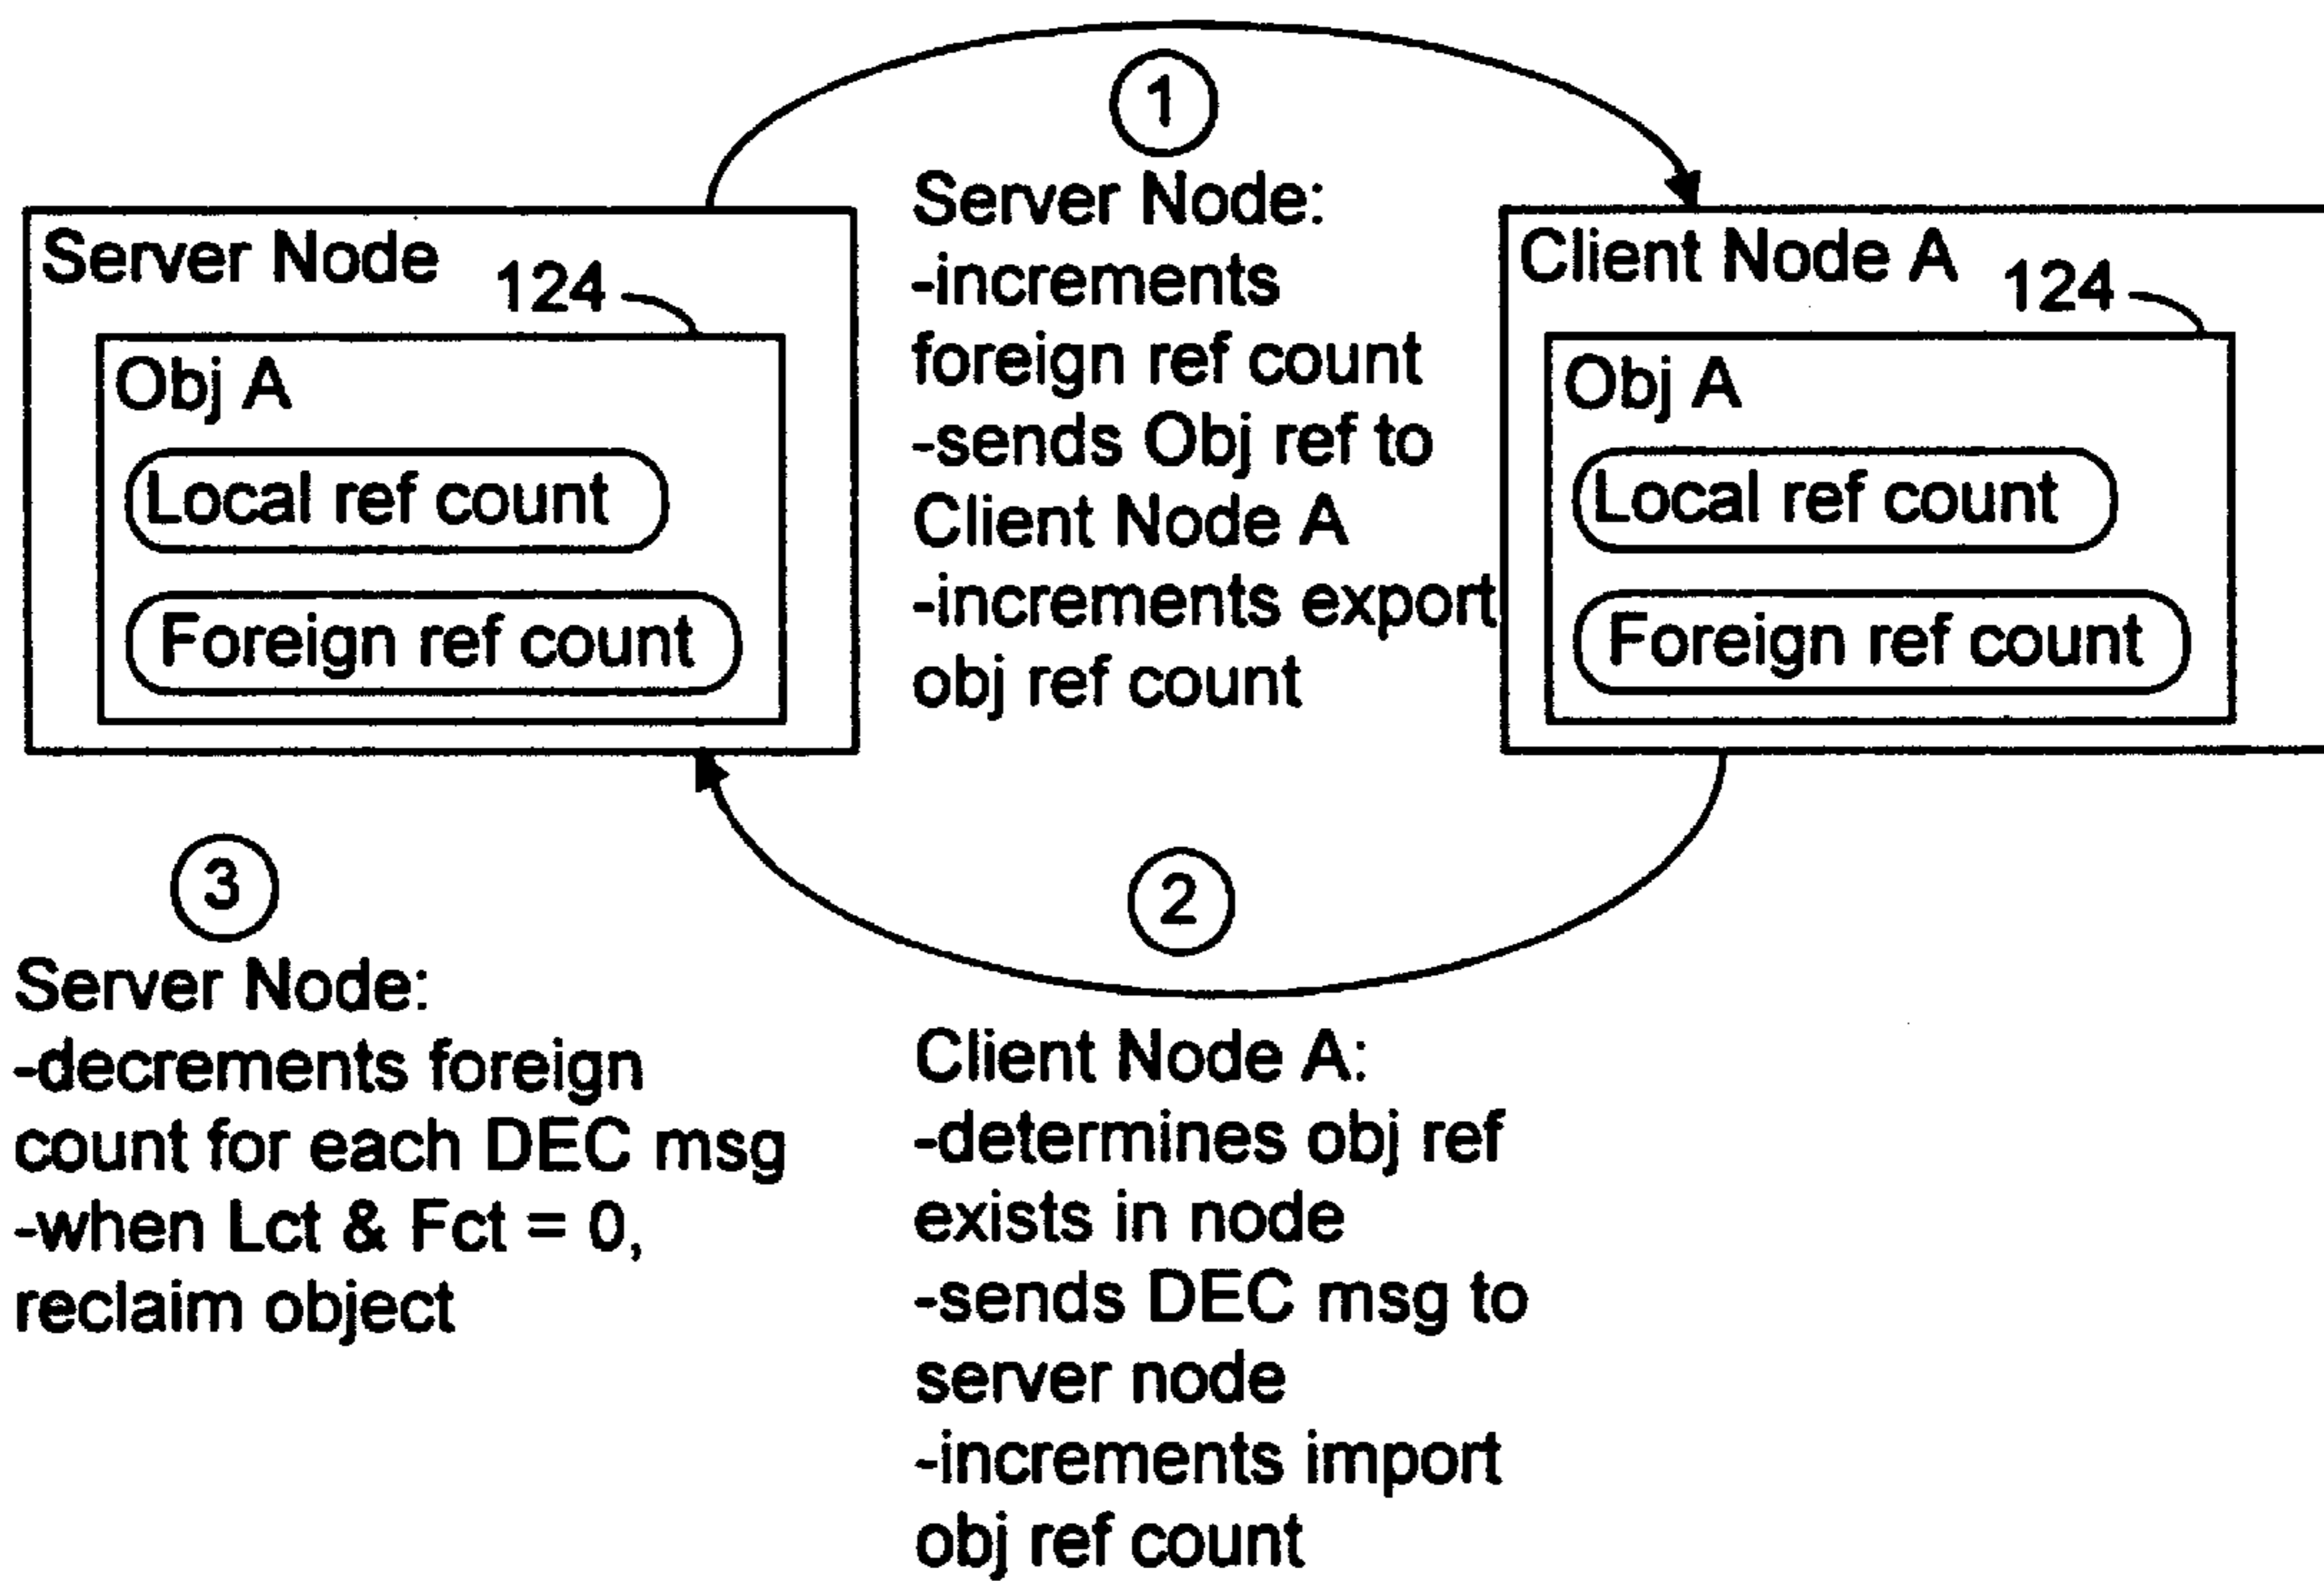 1
Server Node:
-increments
foreign ref count
-sends Obj ref to
Client Node A
-increments export
obj ref count
Server Node
124
Obj A
Local ref count
Foreign ref count
Client Node A
124
Obj A
Local ref count
Foreign ref count
3
Server Node:
-decrements foreign
count for each DEC msg
-when Lct & Fct = 0,
reclaim object
2
Client Node A:
-determines obj ref
exists in node
-sends DEC msg to
server node
-increments import
obj ref count